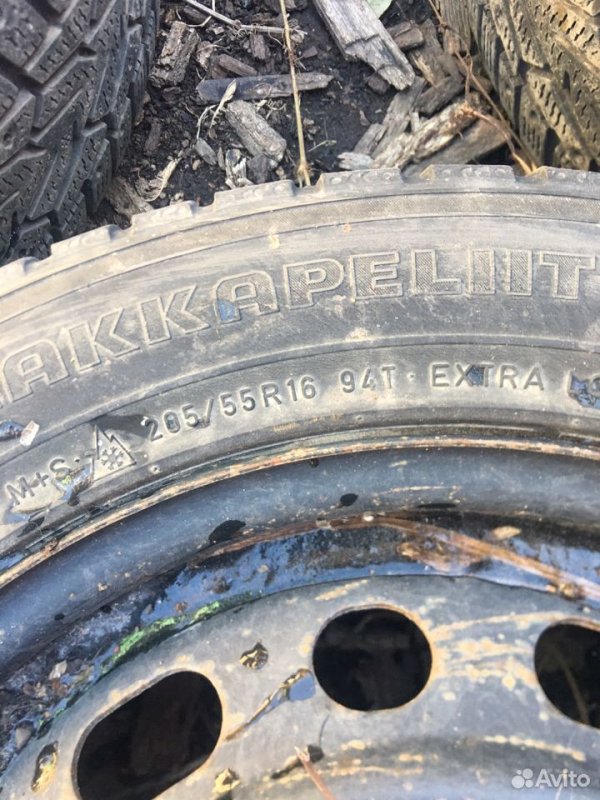 AKKAPELIIT
M+S 205/55R16 94T · EXTRA
Avito